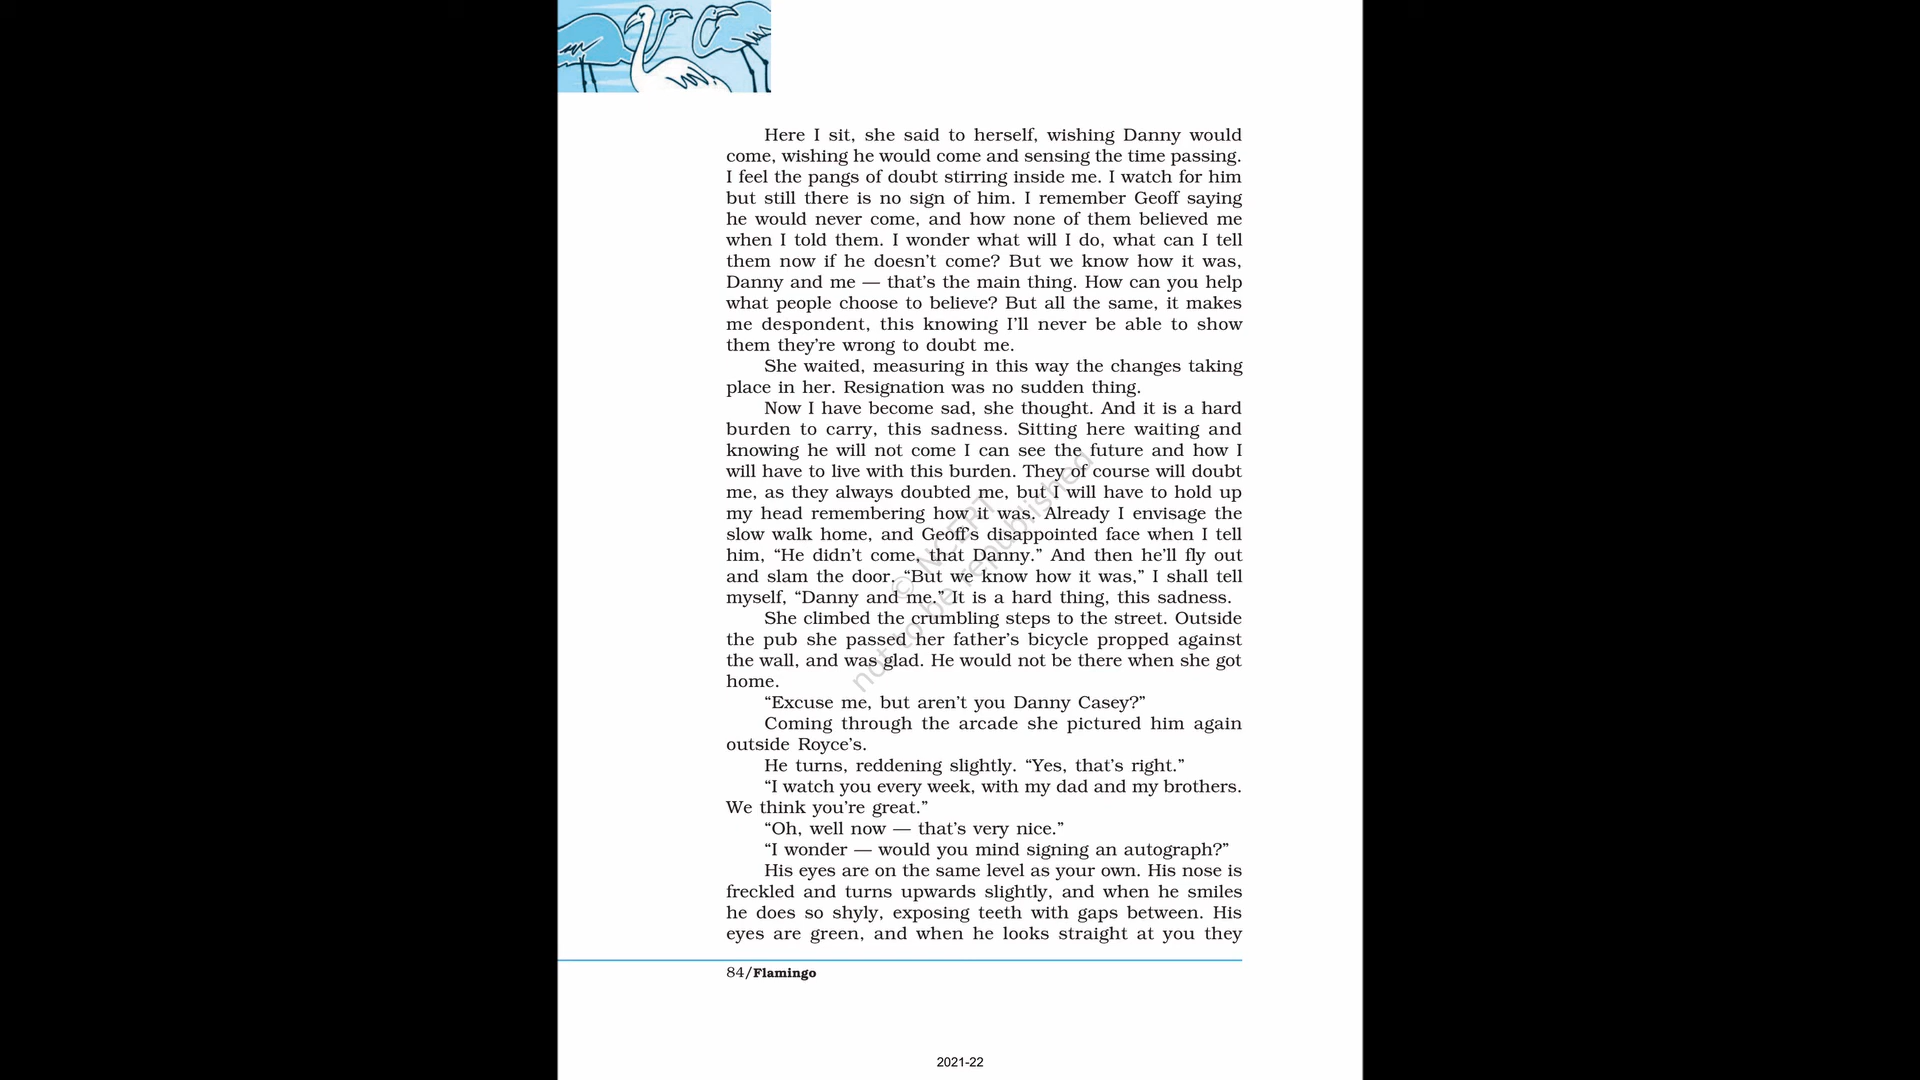 Here I sit, she said to herself, wishing Danny would
come, wishing he would come and sensing the time passing.
I feel the pangs of doubt stirring inside me. I watch for him
but still there is no sign of him. I remember Geoff saying
he would never come, and how none of them believed me
when I told them. I wonder what will I do, what can I tell
them now if he doesn’t come? But we know how it was,
Danny and me — that’s the main thing. How can you help
what people choose to believe? But all the same, it makes
me despondent, this knowing I’ll never be able to show
them they’re wrong to doubt me.
She waited, measuring in this way the changes taking
place in her. Resignation was no sudden thing.
Now I have become sad, she thought. And it is a hard
burden to carry, this sadness. Sitting here waiting and
knowing he will not come I can see the future and how I
will have to live with this burden. They of course will doubt
me, as they always doubted me, but I will have to hold up
my head remembering how it was. Already I envisage the
slow walk home, and Geoff’s disappointed face when I tell
him, “He didn’t come, that Danny.” And then he’ll fly out
and slam the door. “But we know how it was,” I shall tell
myself, “Danny and me.” It is a hard thing, this sadness.
She climbed the crumbling steps to the street. Outside
the pub she passed her father’s bicycle propped against
the wall, and was glad. He would not be there when she got
home.
“Excuse me, but aren’t you Danny Casey?”
Coming through the arcade she pictured him again
outside Royce’s.
He turns, reddening slightly. “Yes, that’s right.”
“I watch you every week, with my dad and my brothers.
We think you’re great.”
“Oh, well now — that’s very nice.”
“I wonder — would you mind signing an autograph?”
His eyes are on the same level as your own. His nose is
freckled and turns upwards slightly, and when he smiles
he does so shyly, exposing teeth with gaps between. His
eyes are green, and when he looks straight at you they
84/Flamingo
2021-22
© NCERT
not to be republished